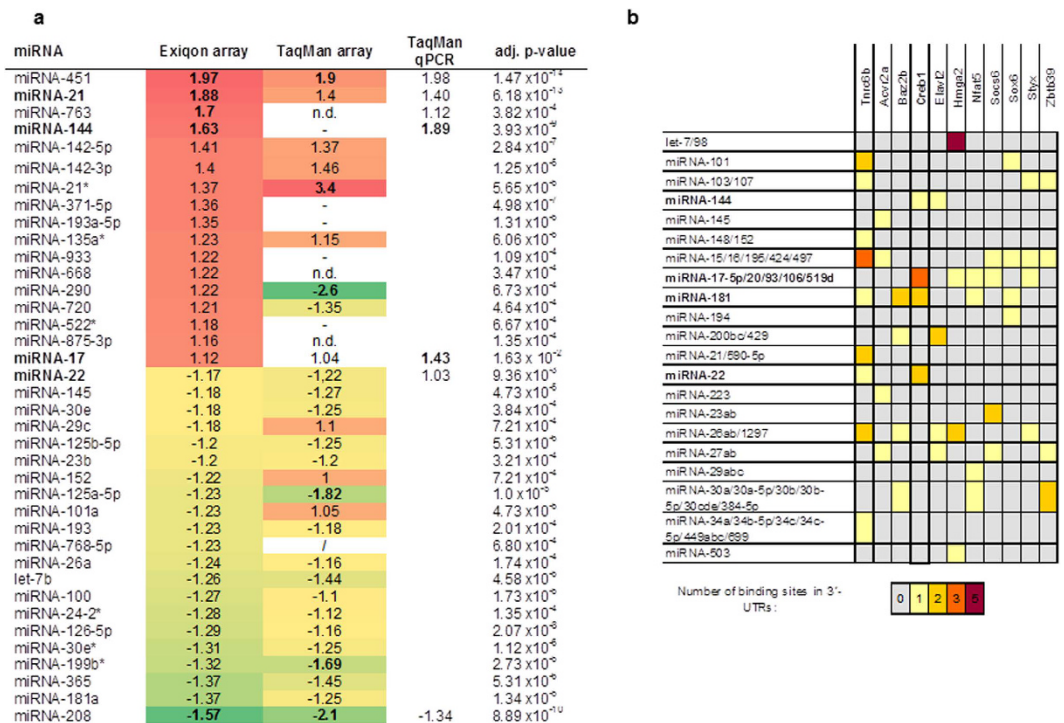 a
miRNA Exiqon array TaqMan array TaqMan qPCR adj. p-value
miRNA-451 1.97 1.9 1.98 1.47 x10
miRNA-21 1.88 1.4 1.40 6.18 x10
miRNA-763 1.7 n.d. 1.12 3.82 x10-4
miRNA-144 1.63 - 1.89 3.93 x10
miRNA-142-5p 1.41 1.37 2.84 x10-7
miRNA-142-3p 1.4 1.46 1.25 x10
miRNA-21* 1.37 3.4 5.65 x10
miRNA-371-5p 1.36 - 4.98 x10
miRNA-193a-5p 1.35 - 1.31 x10
miRNA-135a* 1.23 1.15 6.06 x10
miRNA-933 1.22 - 1.09 x10-4
miRNA-668 1.22 n.d. 3.47 x10-4
miRNA-290 1.22 -2.6 6.73 x10-4
miRNA-720 1.21 -1.35 4.64 x10-4
miRNA-522* 1.18 - 6.67 x10-4
miRNA-875-3p 1.16 n.d. 1.35 x10-4
miRNA-17 1.12 1.04 1.43 1.63 x 10-2
miRNA-22 -1.17 -1,22 1.03 9.36 x10
miRNA-145 -1.18 -1.27 4.73 x10
miRNA-30e -1.18 -1.25 3.84 x10-4
miRNA-29c -1.18 1.1 7.21 x10-4
miRNA-125b-5p -1.2 -1.25 5.31 x10
miRNA-23b -1.2 -1.2 3.21 x10-4
miRNA-152 -1.22 1 7.21 x10-4
miRNA-125a-5p -1.23 -1.82 1.0 x10
miRNA-101a -1.23 1.05 4.73 x10
miRNA-193 -1.23 -1.18 2.01 x10-4
miRNA-768-5p -1.23 / 6.80 x10-4
miRNA-26a -1.24 -1.16 1.74 x10-4
let-7b -1.26 -1.44 4.58 x10
miRNA-100 -1.27 -1.1 1.73 x10
miRNA-24-2* -1.28 -1.12 1.35 x10-4
miRNA-126-5p -1.29 -1.16 2.07 x10
miRNA-30e* -1.31 -1.25 1.12 x10
miRNA-199b* -1.32 -1.69 2.73 x10
miRNA-365 -1.37 -1.45 5.31 x10
miRNA-181a -1.37 -1.25 1.34 x10
miRNA-208 -1.57 -2.1 -1.34 8.89 x10
b
Tnrc6b Acvr2a Baz2b Creb1 Elavl2 Hmga2 Nfat5 Socs6 Sox6 Styx Zbtb39
let-7/98
miRNA-101
miRNA-103/107
miRNA-144
miRNA-145
miRNA-148/152
miRNA-15/16/195/424/497
miRNA-17-5p/20/93/106/519d
miRNA-181
miRNA-194
miRNA-200bc/429
miRNA-21/590-5p
miRNA-22
miRNA-223
miRNA-23ab
miRNA-26ab/1297
miRNA-27ab
miRNA-29abc
miRNA-30a/30a-5p/30b/30b-
5p/30cde/384-5p
miRNA-34a/34b-5p/34c/34c-
5p/449abc/699
miRNA-503
Number of binding sites in 3'-
UTRs: 0 1 2 3 5